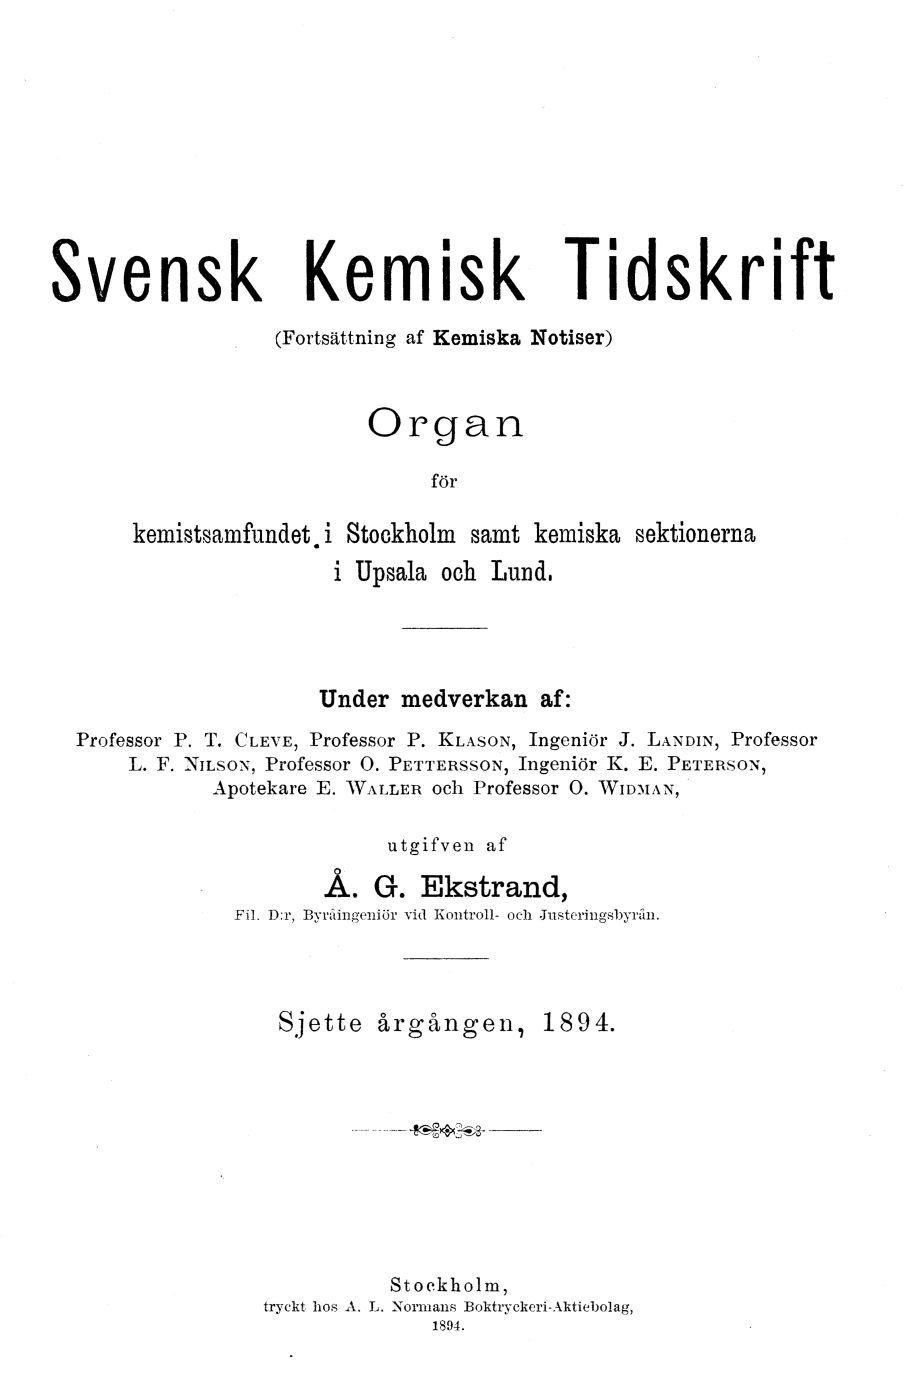 Svensk Kemisk Tidskrift
(Fortsättning af Kemiska Notiser)
Organ
för
kemistsamfundet i Stockholm samt kemiska sektionerna
i Upsala och Lund.
Under medverkan af:
Professor P. T. CLEVE, Professor P. KLASON, Ingeniör J. LANDIN, Professor
L. F. NILSON, Professor O. PETTERSSON, Ingeniör K. E. PETERSON,
Apotekare E. WALLER och Professor O. WIDMAN,
utgifven af
Å. G. Ekstrand,
Fil. D:r, Byråingeniör vid Kontroll- och Justeringsbyrån.
Sjette årgången, 1894.
Stockholm,
tryckt hos A. L. Normans Boktryckeri-Aktiebolag,
1894.